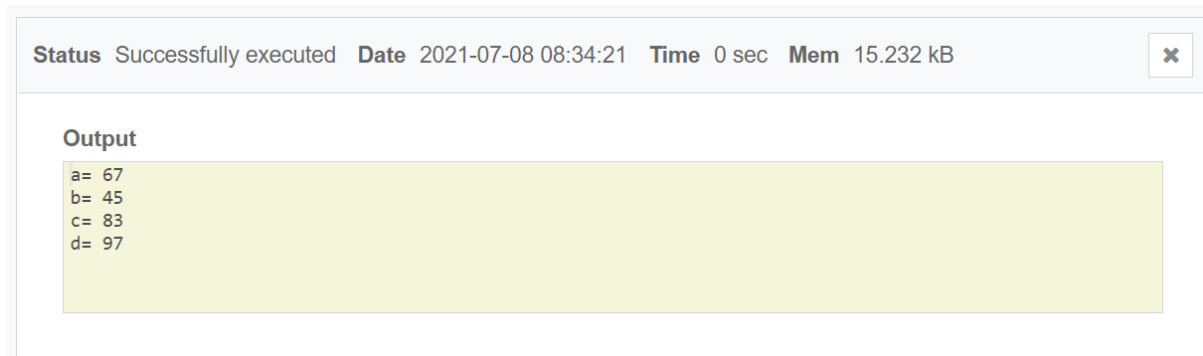 Status Successfully executed Date 2021-07-08 08:34:21 Time 0 sec Mem 15.232 kB
Output
a= 67
b= 45
c= 83
d= 97